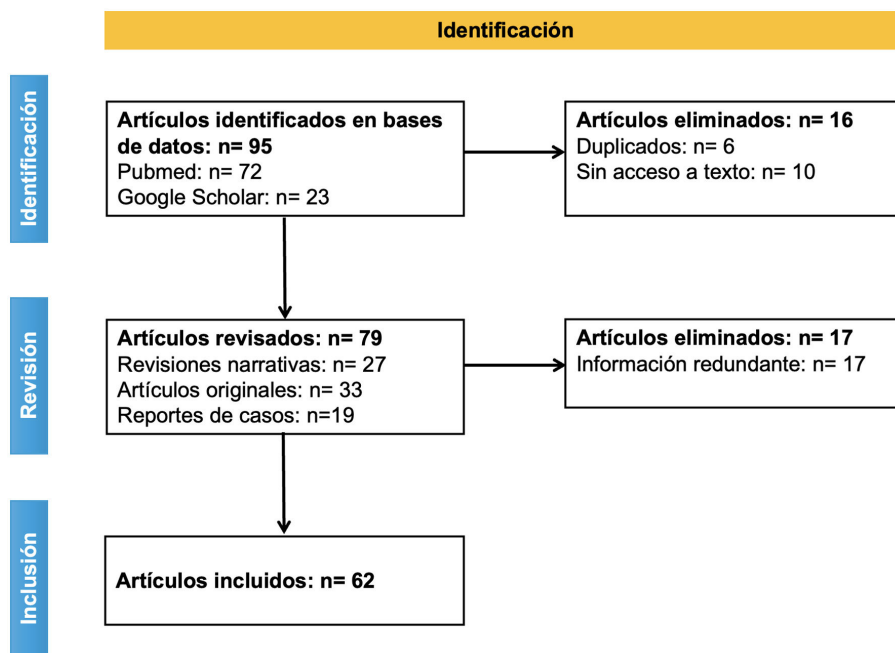 Identificación
Identificación
Artículos identificados en bases
de datos: n= 95
Pubmed: n= 72
Google Scholar: n= 23
Artículos eliminados: n= 16
Duplicados: n= 6
Sin acceso a texto: n= 10
Revisión
Artículos revisados: n= 79
Revisiones narrativas: n= 27
Artículos originales: n= 33
Reportes de casos: n=19
Artículos eliminados: n= 17
Información redundante: n= 17
Inclusión
Artículos incluidos: n= 62